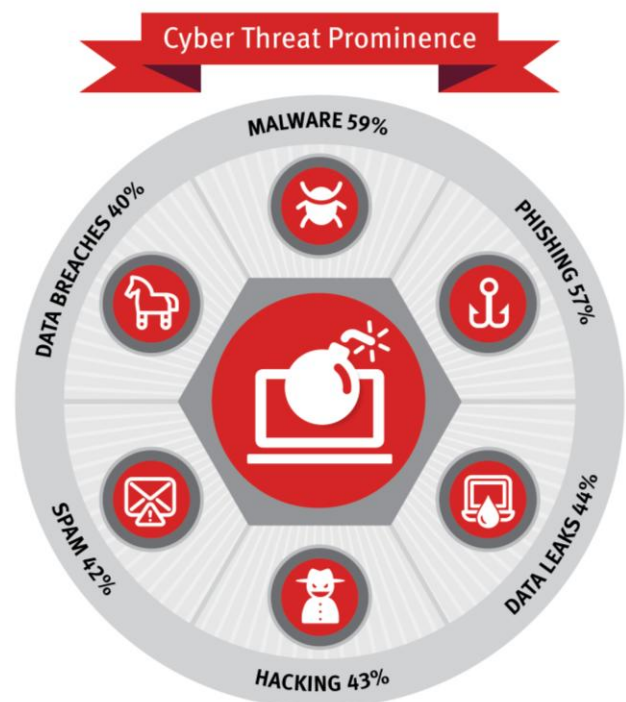 Cyber Threat Prominence
MALWARE 59%
PHISHING 57%
DATA LEAKS 44%
HACKING 43%
SPAM 42%
DATA BREACHES 40%